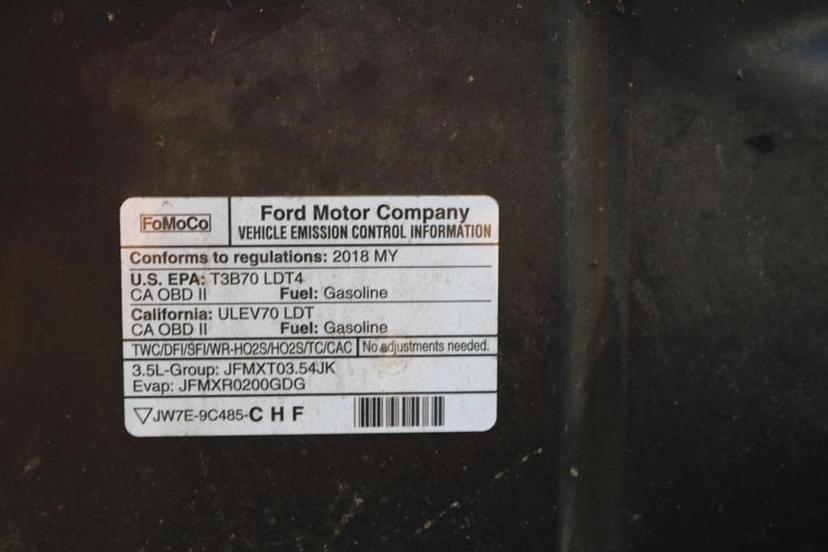 FoMoCo
Ford Motor Company
VEHICLE EMISSION CONTROL INFORMATION
Conforms to regulations: 2018 MY
U.S. EPA: T3B70 LDT4
CA OBD II Fuel: Gasoline
California: ULEV70 LDT
CA OBD II Fuel: Gasoline
TWC/DFI/SFI/WR-HO2S/HO2S/TC/CAC No adjustments needed.
3.5L-Group: JFMXT03.54JK
Evap: JFMXR0200GDG
▽JW7E-9C485-C H F